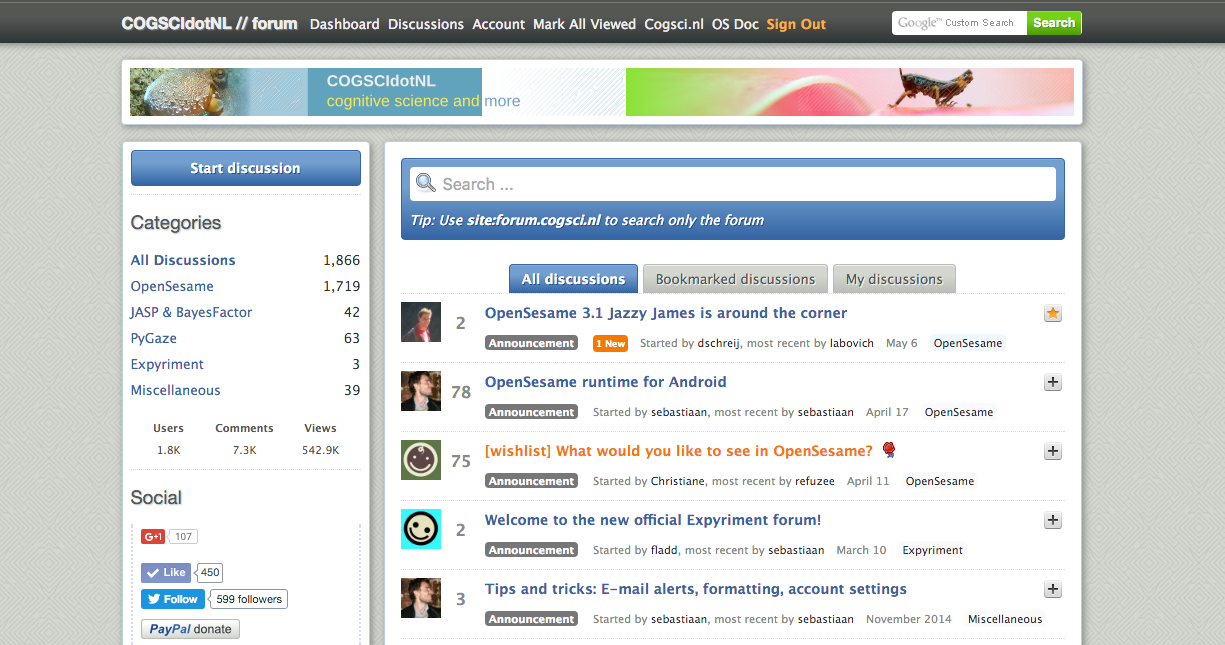 COGSCIdotNL // forum Dashboard Discussions Account Mark All Viewed Cogsci.nl OS Doc Sign Out Google™ Custom Search Search
COGSCIdotNL
cognitive science and more
Start discussion
Categories
All Discussions 1,866
OpenSesame 1,719
JASP & BayesFactor 42
PyGaze 63
Expyriment 3
Miscellaneous 39
Users Comments Views
1.8K 7.3K 542.9K
Social
G+1 107
Like 450
Follow 599 followers
PayPal donate
Search ...
Tip: Use site:forum.cogsci.nl to search only the forum
All discussions Bookmarked discussions My discussions
2 OpenSesame 3.1 Jazzy James is around the corner
Announcement 1 New Started by dschreij, most recent by labovich May 6 OpenSesame
78 OpenSesame runtime for Android
Announcement Started by sebastiaan, most recent by sebastiaan April 17 OpenSesame
75 [wishlist] What would you like to see in OpenSesame?
Announcement Started by Christiane, most recent by refuzee April 11 OpenSesame
2 Welcome to the new official Expyriment forum!
Announcement Started by fladd, most recent by sebastiaan March 10 Expyriment
3 Tips and tricks: E-mail alerts, formatting, account settings
Announcement Started by sebastiaan, most recent by sebastiaan November 2014 Miscellaneous